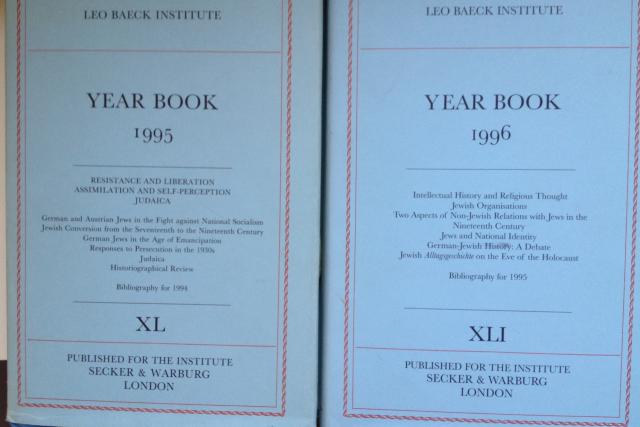 LEO BAECK INSTITUTE
YEAR BOOK
1995
RESISTANCE AND LIBERATION
ASSIMILATION AND SELF-PERCEPTION
JUDAICA
German and Austrian Jews in the Fight against National Socialism
Jewish Conversion from the Seventeenth to the Nineteenth Century
German Jews in the Age of Emancipation
Responses to Persecution in the 1930s
Judaica
Historiographical Review
Bibliography for 1994
XL
PUBLISHED FOR THE INSTITUTE
SECKER & WARBURG
LONDON
LEO BAECK INSTITUTE
YEAR BOOK
1996
Intellectual History and Religious Thought
Jewish Organisations
Two Aspects of Non-Jewish Relations with Jews in the
Nineteenth Century
Jews and National Identity
German-Jewish History: A Debate
Jewish Alltagsgeschichte on the Eve of the Holocaust
Bibliography for 1995
XLI
PUBLISHED FOR THE INSTITUTE
SECKER & WARBURG
LONDON